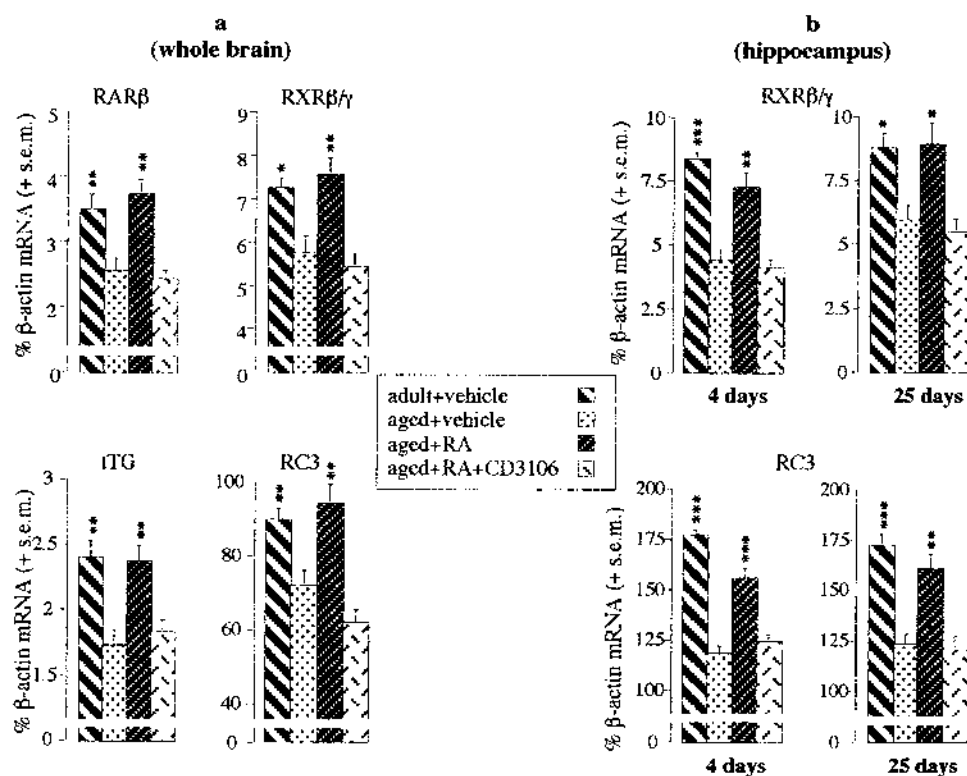 a
(whole brain)
b
(hippocampus)
RARβ
RXRβ/γ
RXRβ/γ
% β-actin mRNA (+ s.e.m.)
5
4
3
2
0
**
**
9
8
7
6
5
4
0
*
**
% β-actin mRNA (+ s.e.m.)
10
7.5
5
2.5
0
***
**
4 days
10
7.5
5
2.5
0
*
*
25 days
adult+vehicle
aged+vehicle
aged+RA
aged+RA+CD3106
tTG
RC3
RC3
% β-actin mRNA (+ s.e.m.)
3
2.5
2
1.5
0
**
**
100
80
60
40
0
**
**
% β-actin mRNA (+ s.e.m.)
200
175
150
125
100
0
***
***
4 days
200
175
150
125
100
0
***
**
25 days